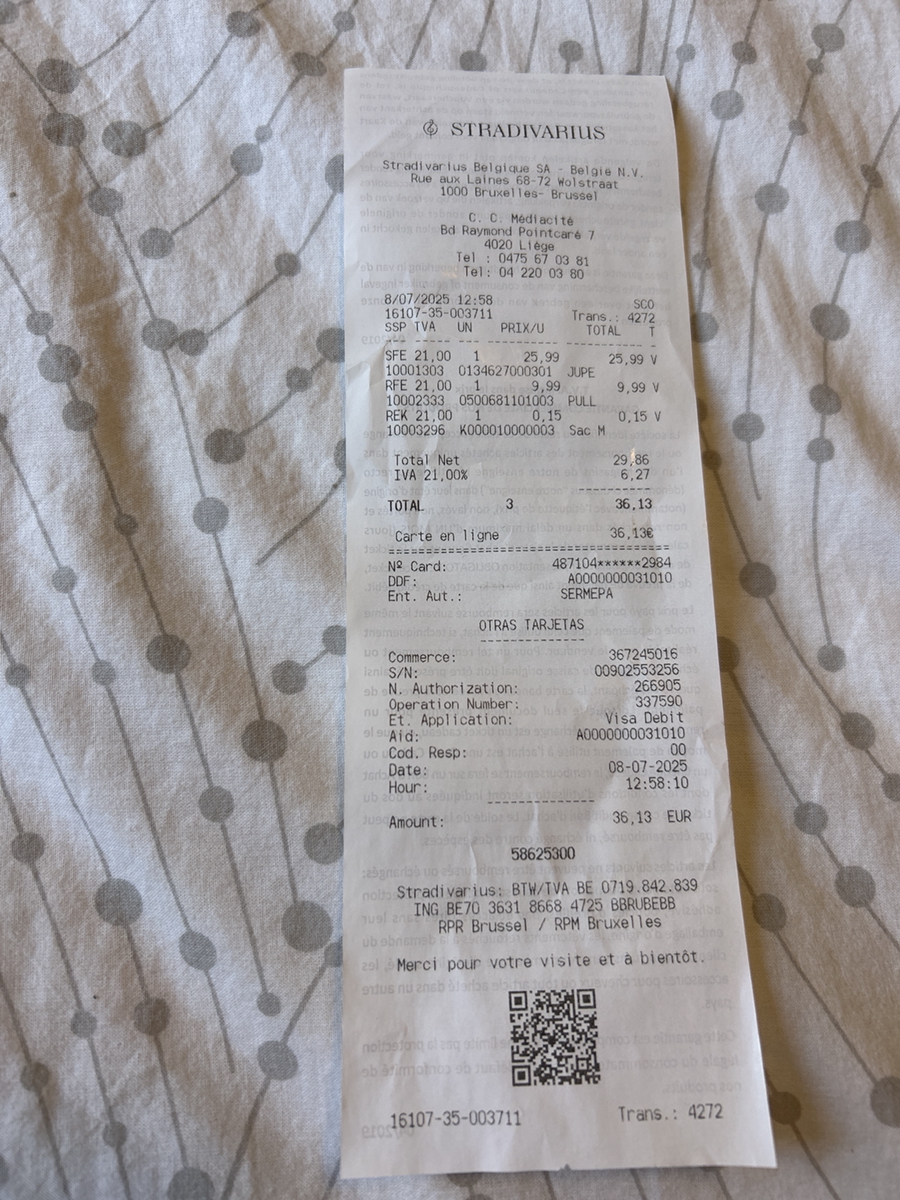 STRADIVARIUS
Stradivarius Belgique SA - Belgie N.V.
Rue aux Laines 68-72 Wolstraat
1000 Bruxelles- Brussel
C. C. Médiacité
Bd Raymond Pointcaré 7
4020 Liége
Tel : 0475 67 03 81
Tel: 04 220 03 80
8/07/2025 12:58 SCO
16107-35-003711 Trans.: 4272
SSP TVA UN PRIX/U TOTAL T
SFE 21,00 1 25,99 25,99 V
10001303 0134627000301 JUPE
RFE 21,00 1 9,99 9,99 V
10002333 0500681101003 PULL
REK 21,00 1 0,15 0,15 V
10003296 K000010000003 Sac M
Total Net 29,86
IVA 21,00% 6,27
TOTAL 3 36,13
Carte en ligne 36,13€
Nº Card: 487104******2984
DDF: A0000000031010
Ent. Aut.: SERMEPA
OTRAS TARJETAS
Commerce: 367245016
S/N: 00902553256
N. Authorization: 266905
Operation Number: 337590
Et. Application: Visa Debit
Aid: A0000000031010
Cod. Resp: 00
Date: 08-07-2025
Hour: 12:58:10
Amount: 36,13 EUR
58625300
Stradivarius: BTW/TVA BE 0719.842.839
ING BE70 3631 8668 4725 BBRUBEBB
RPR Brussel / RPM Bruxelles
Merci pour votre visite et à bientôt.
16107-35-003711 Trans.: 4272